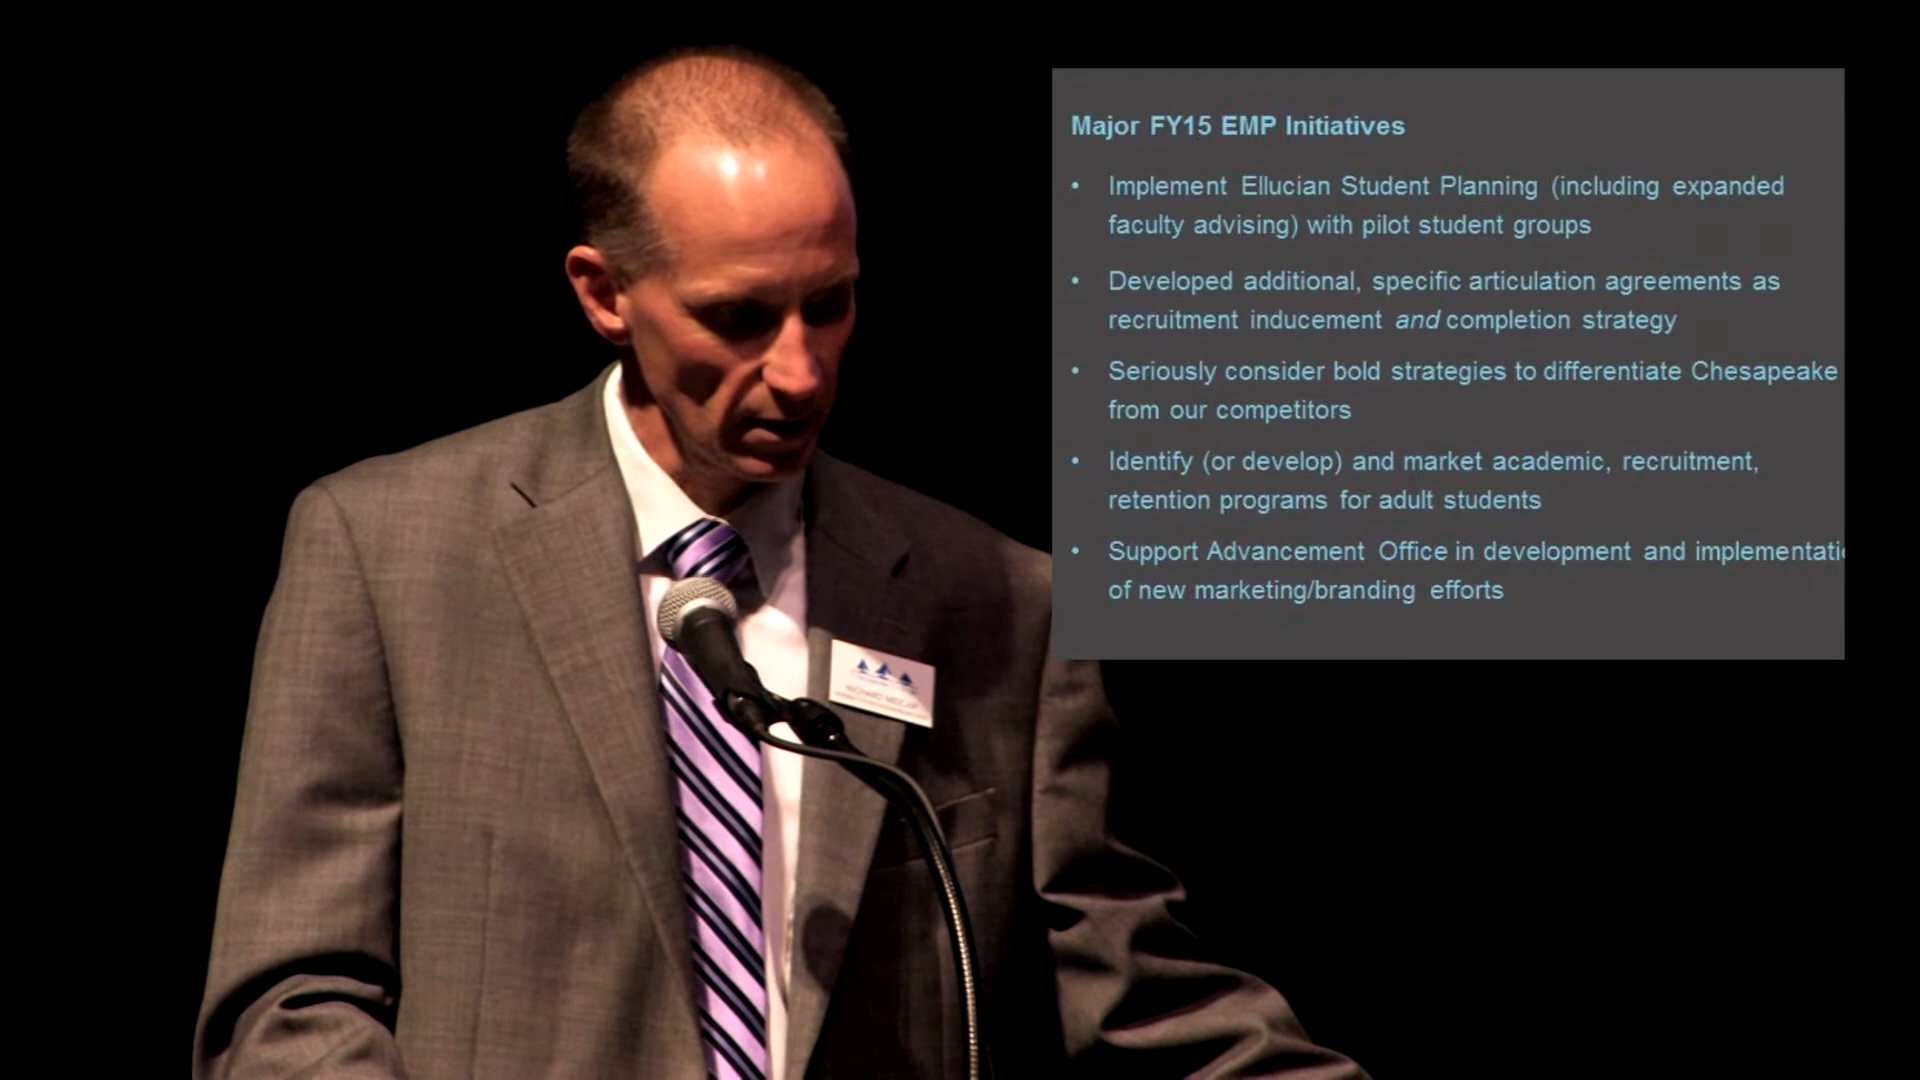 Major FY15 EMP Initiatives
• Implement Ellucian Student Planning (including expanded
faculty advising) with pilot student groups
• Developed additional, specific articulation agreements as
recruitment inducement and completion strategy
• Seriously consider bold strategies to differentiate Chesapeake
from our competitors
• Identify (or develop) and market academic, recruitment,
retention programs for adult students
• Support Advancement Office in development and implementati
of new marketing/branding efforts
RICHARD MIDCAP